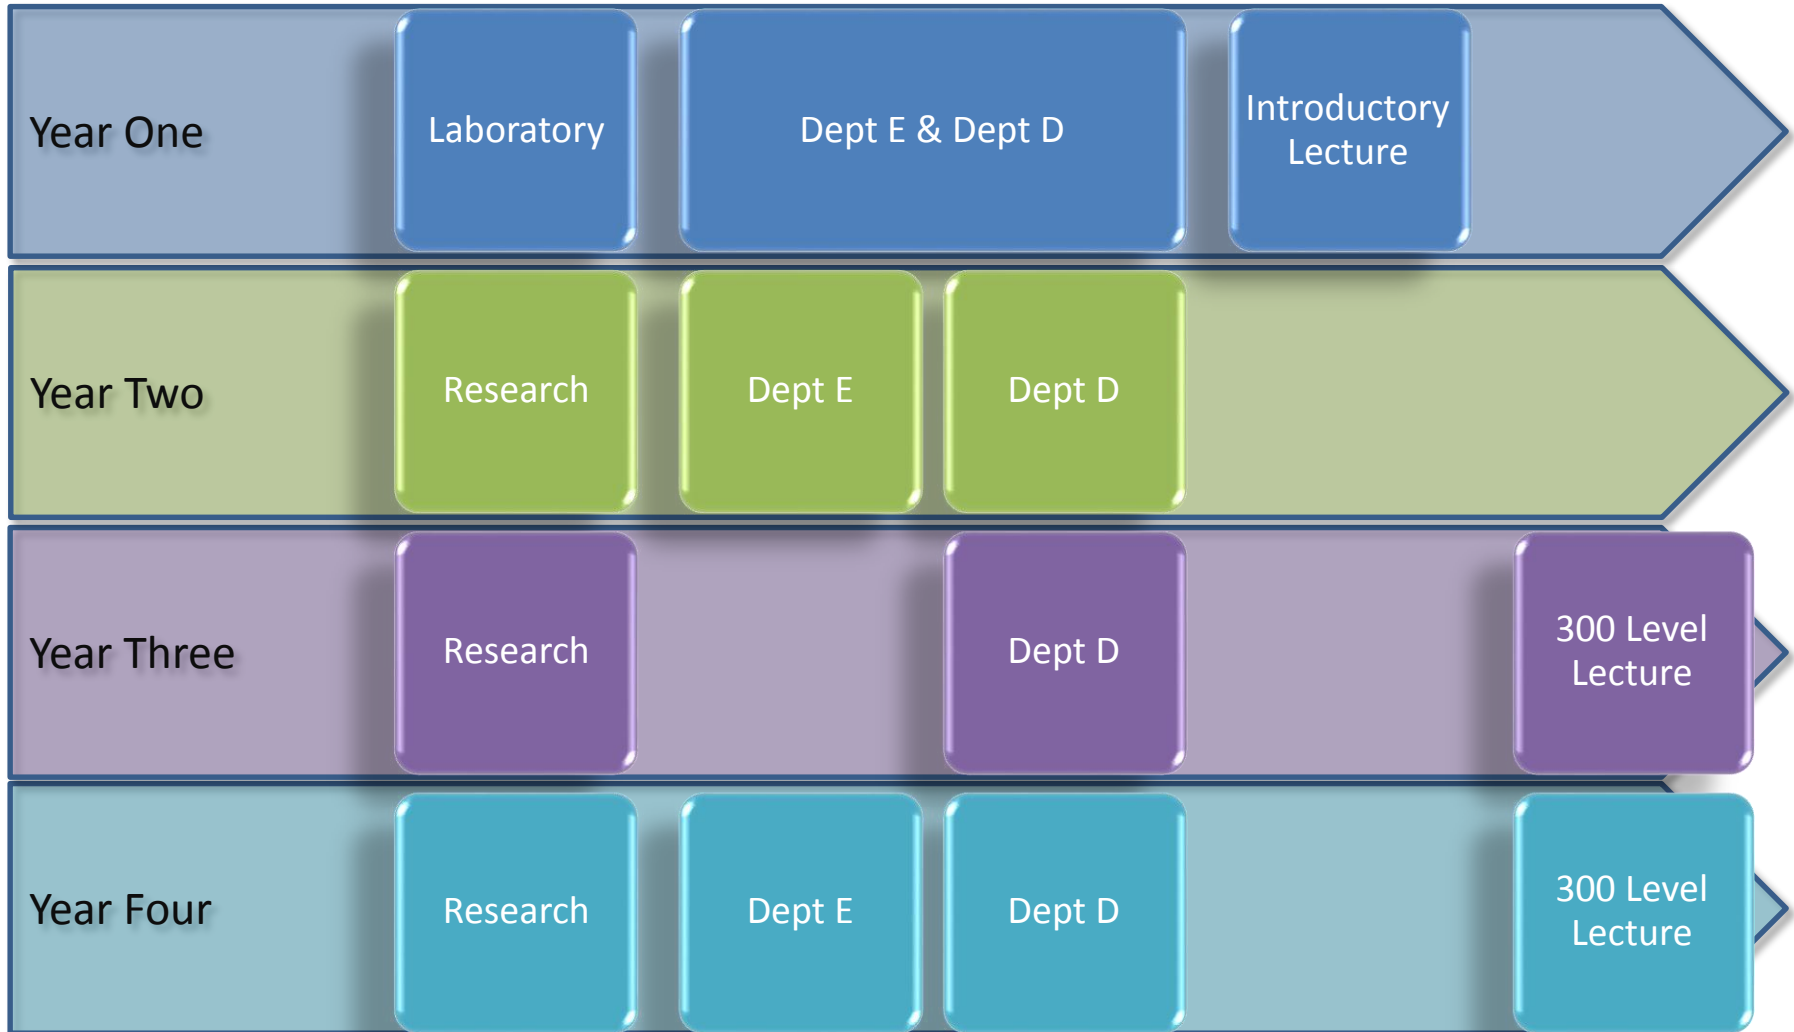 Year One
Laboratory
Dept E & Dept D
Introductory
Lecture
Year Two
Research
Dept E
Dept D
Year Three
Research
Dept D
300 Level
Lecture
Year Four
Research
Dept E
Dept D
300 Level
Lecture